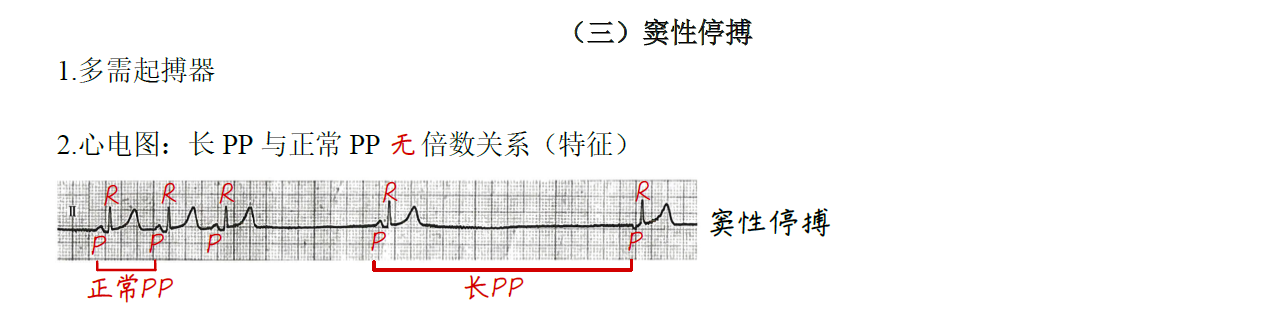 （三）窦性停搏
1.多需起搏器
2.心电图：长 PP 与正常 PP 无倍数关系（特征）
R R R R R
II
窦性停搏
P P P P P
正常PP 长PP